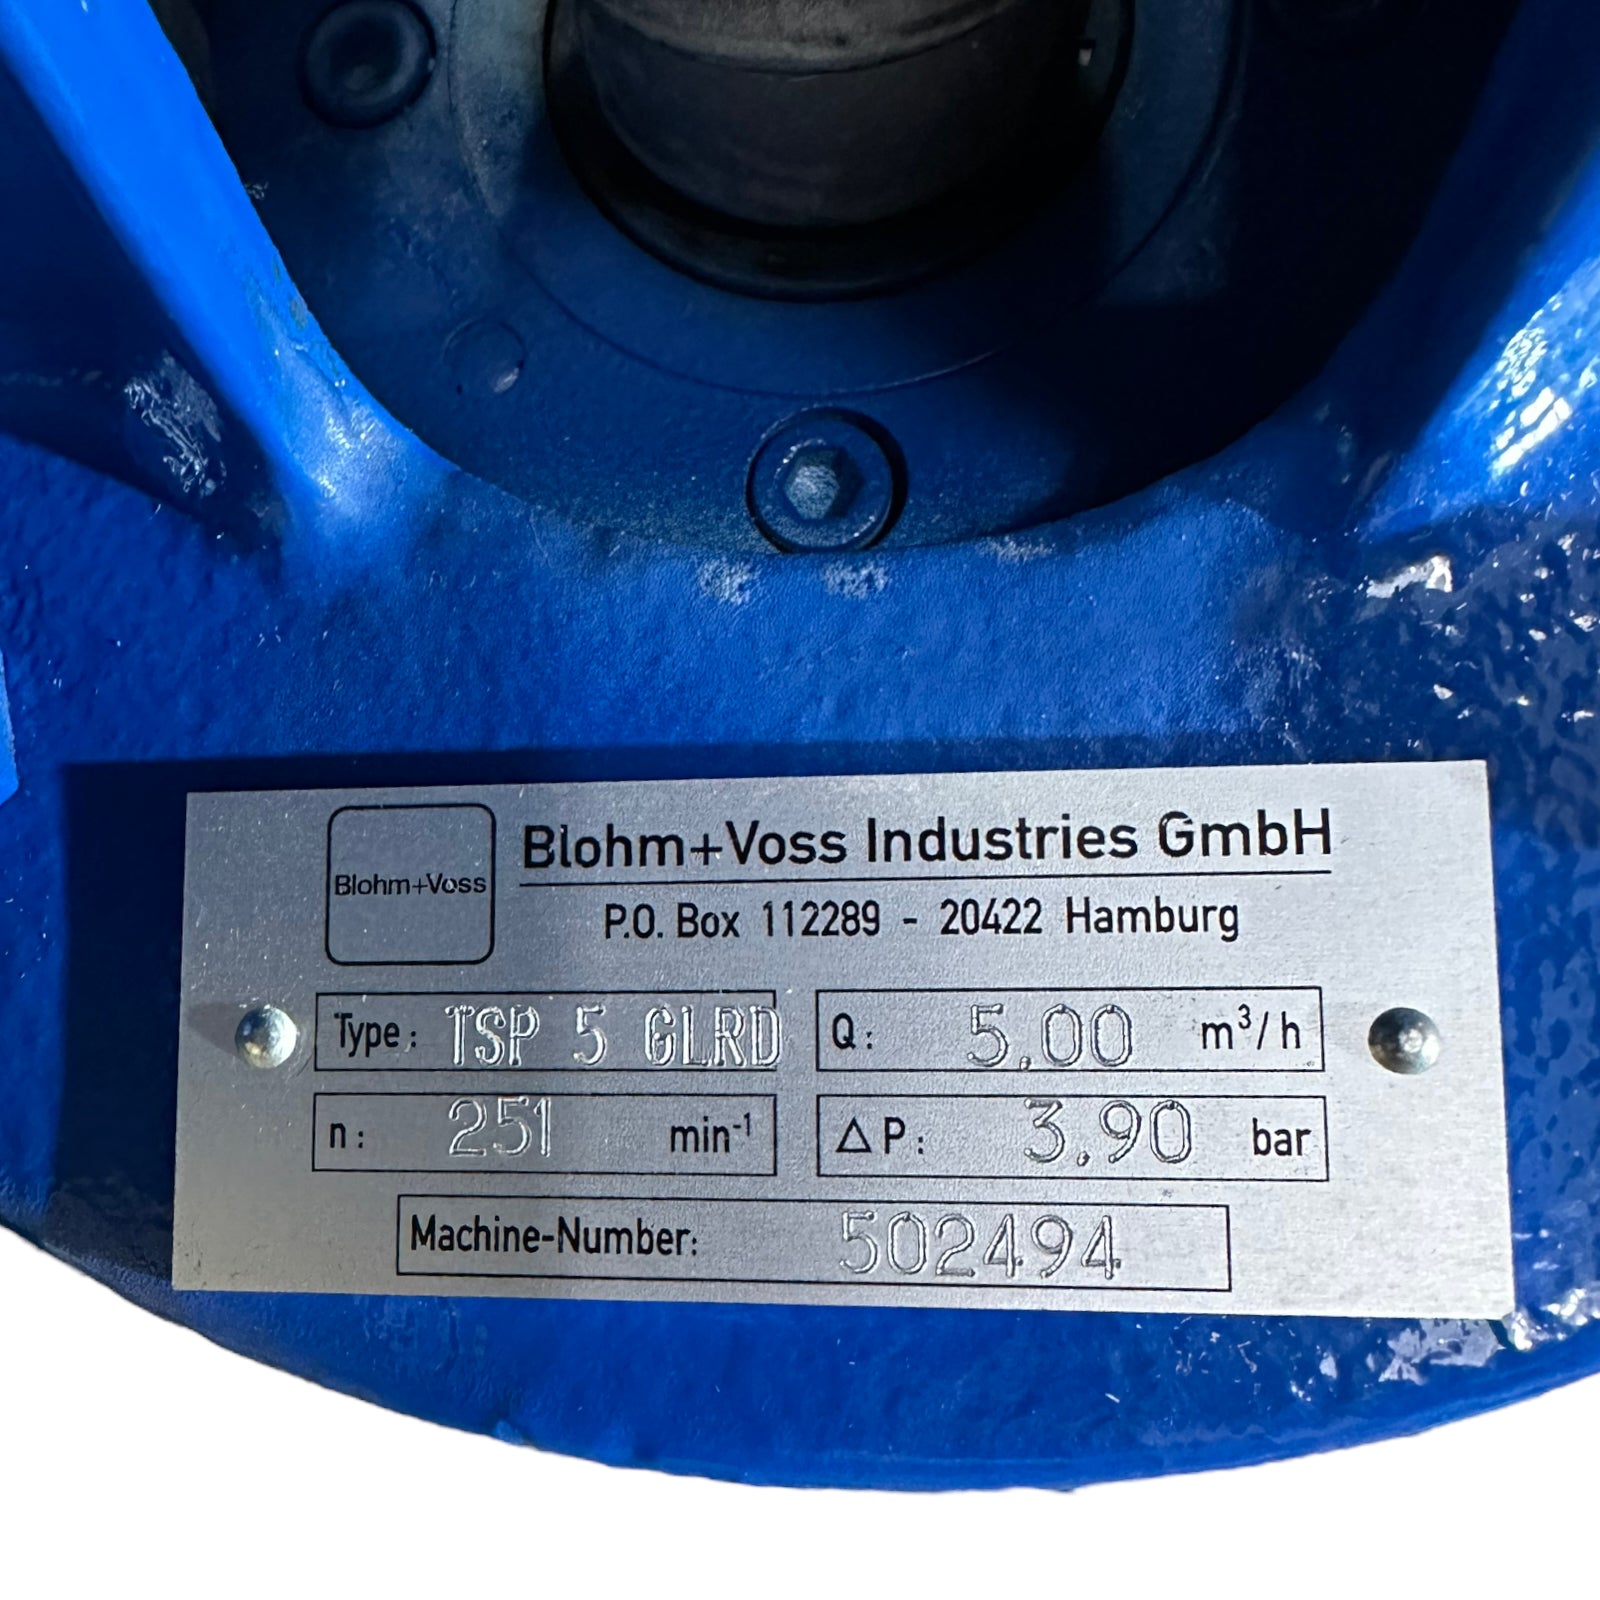 Blohm+Voss
Blohm+Voss Industries GmbH
P.O. Box 112289 - 20422 Hamburg
Type: TSP 5 GLRD
Q: 5.00 m³/h
n: 251 min⁻¹
△ P: 3.90 bar
Machine-Number: 502494